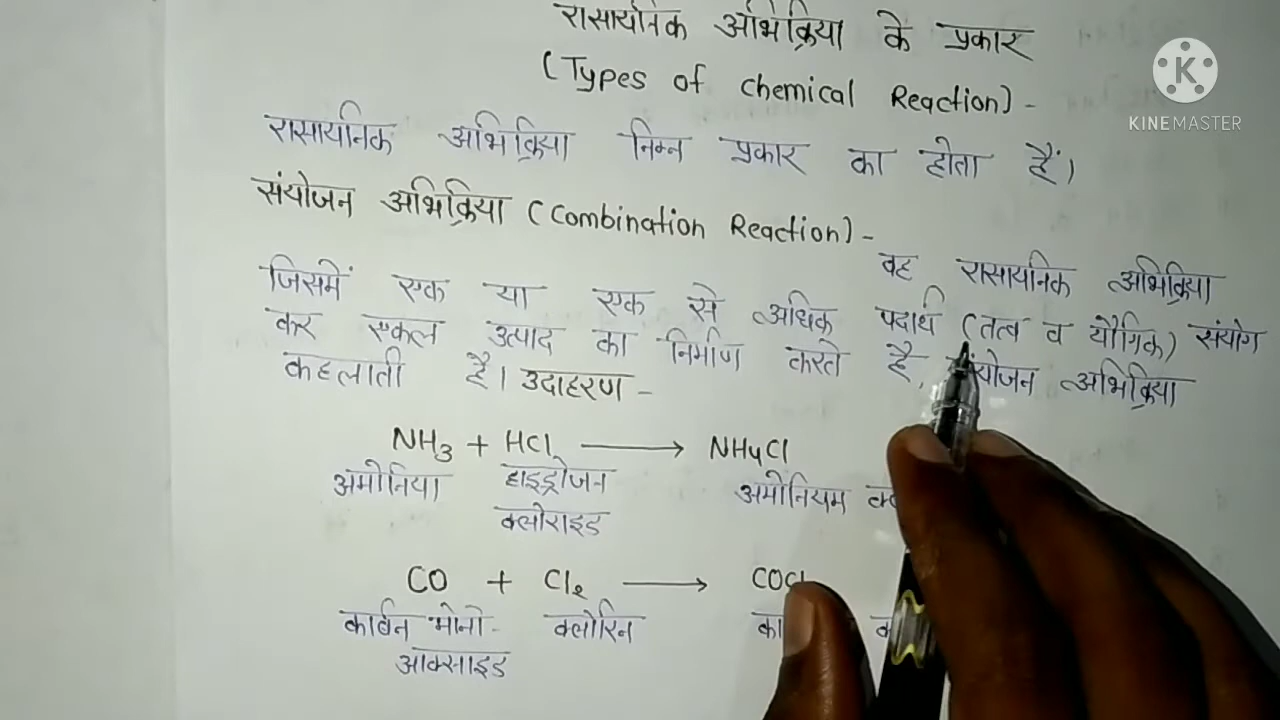 रासायनिक अभिक्रिया के प्रकार
(Types of Chemical Reaction) -
KINEMASTER
रासायनिक अभिक्रिया निम्न प्रकार का होता हैं।
संयोजन अभिक्रिया (Combination Reaction) -
वह रासायनिक अभिक्रिया
जिसमें एक या एक से अधिक पदार्थ (तत्व व यौगिक) संयोग
कर एकल उत्पाद का निर्माण करते है, संयोजन अभिक्रिया
कहलाती है। उदाहरण -
NH₃ + HCl ⟶ NH₄Cl
अमोनिया हाइड्रोजन अमोनियम
क्लोराइड
CO + Cl₂ ⟶ COCl
कार्बन मोनो- क्लोरिन
आक्साइड